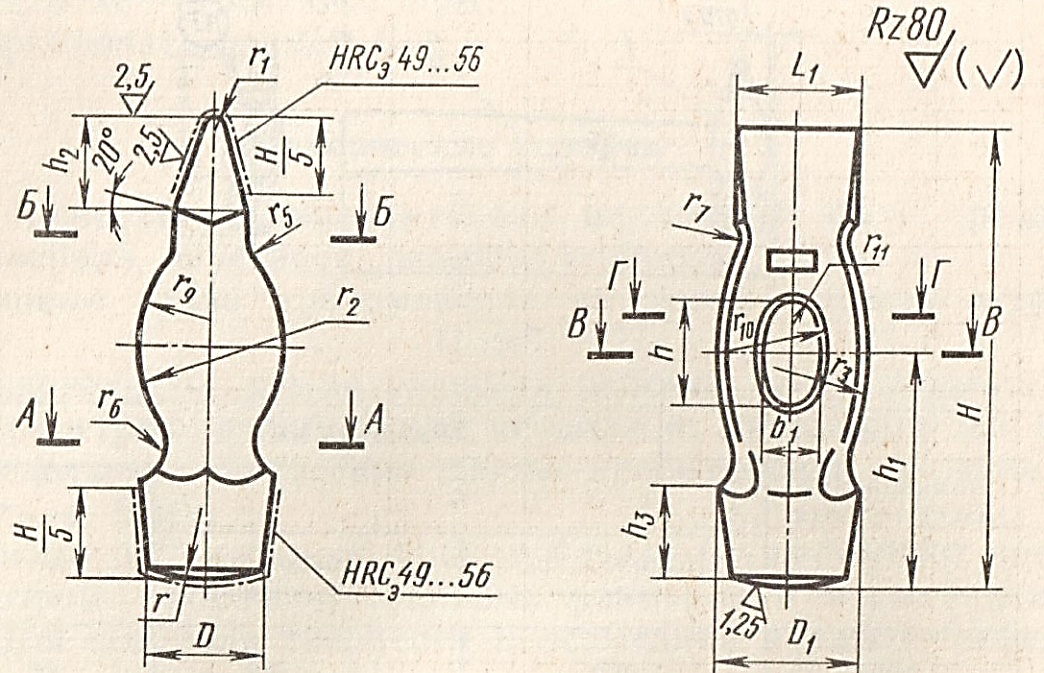 Rz80 (√)
r₁
HRCэ 49...56
2,5
2,5
h₂
20°
H/5
Б
Б
r₅
r₉
r₂
А
А
r₆
H/5
r
HRCэ 49...56
D
L₁
r₇
r₁₁
Г
Г
В
В
r₁₀
h
r₃
b₁
H
h₁
h₃
1,25
D₁